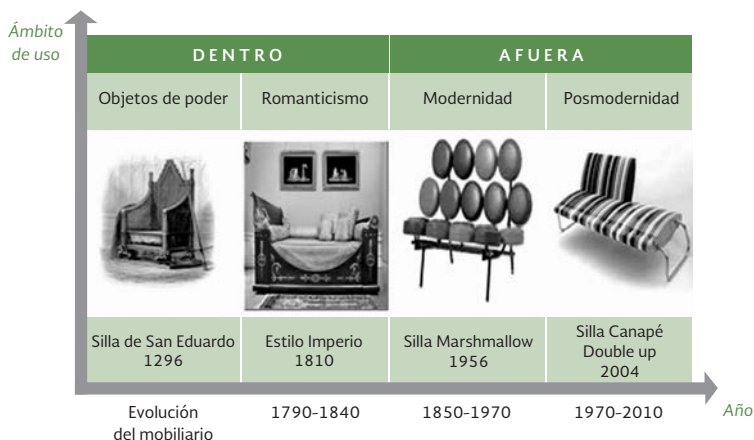 Ámbito
de uso
DENTRO
AFUERA
Objetos de poder
Romanticismo
Modernidad
Posmodernidad
Silla de San Eduardo
1296
Estilo Imperio
1810
Silla Marshmallow
1956
Silla Canapé
Double up
2004
Evolución
del mobiliario
1790-1840
1850-1970
1970-2010
Año